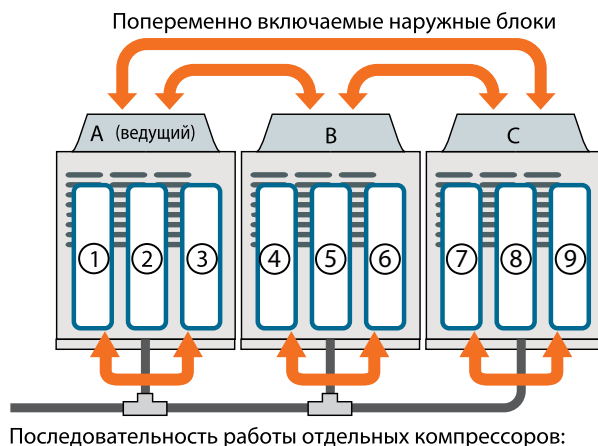 Попеременно включаемые наружные блоки
A (ведущий)
B
C
1 2 3
4 5 6
7 8 9
Последовательность работы отдельных компрессоров: